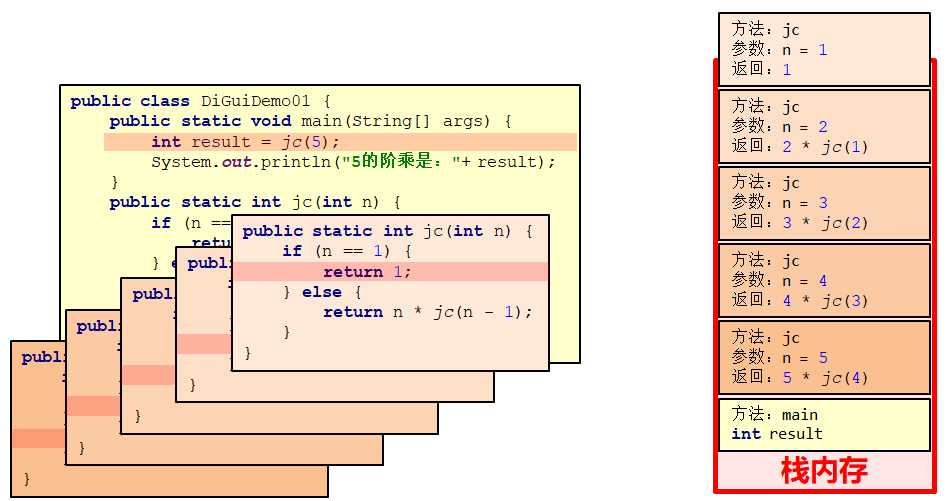 public class DiGuiDemo01 {
public static void main(String[] args) {
int result = jc(5);
System.out.println("5的阶乘是："+ result);
}
public static int jc(int n) {
if (n ==
retu
} e
public static int jc(int n) {
if (n == 1) {
return 1;
} else {
return n * jc(n - 1);
}
}
publi
}
publ
}
publ
}
publ
}
方法：jc
参数：n = 1
返回：1
方法：jc
参数：n = 2
返回：2 * jc(1)
方法：jc
参数：n = 3
返回：3 * jc(2)
方法：jc
参数：n = 4
返回：4 * jc(3)
方法：jc
参数：n = 5
返回：5 * jc(4)
方法：main
int result
栈内存